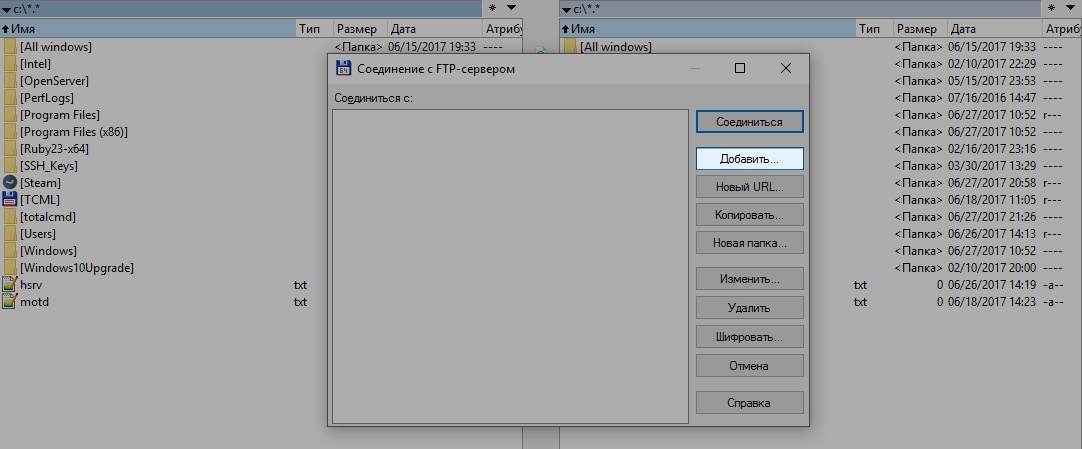 c:\*.* * c:\*.* *
Имя Тип Размер Дата Атрибу Имя Тип Размер Дата Атрибу
[All windows] <Папка> 06/15/2017 19:33 ---- [All windows] <Папка> 06/15/2017 19:33 ----
[Intel] <Папка> 02/10/2017 22:29 ----
[OpenServer] <Папка> 05/15/2017 23:53 ----
[PerfLogs] <Папка> 07/16/2016 14:47 ----
[Program Files] <Папка> 06/27/2017 10:52 r---
[Program Files (x86)] <Папка> 06/27/2017 10:52 ----
[Ruby23-x64] <Папка> 02/16/2017 23:16 ----
[SSH_Keys] <Папка> 03/30/2017 13:29 ----
[Steam] <Папка> 06/27/2017 20:58 r---
[TCML] <Папка> 06/18/2017 11:05 r---
[totalcmd] <Папка> 06/27/2017 21:26 ----
[Users] <Папка> 06/26/2017 14:13 r---
[Windows] <Папка> 06/27/2017 10:52 ----
[Windows10Upgrade] <Папка> 02/10/2017 20:00 ----
hsrv txt txt 0 06/26/2017 14:19 -a--
motd txt txt 0 06/18/2017 14:23 -a--
64 Соединение с FTP-сервером
Соединиться с:
Соединиться
Добавить...
Новый URL...
Копировать...
Новая папка...
Изменить...
Удалить
Шифровать...
Отмена
Справка